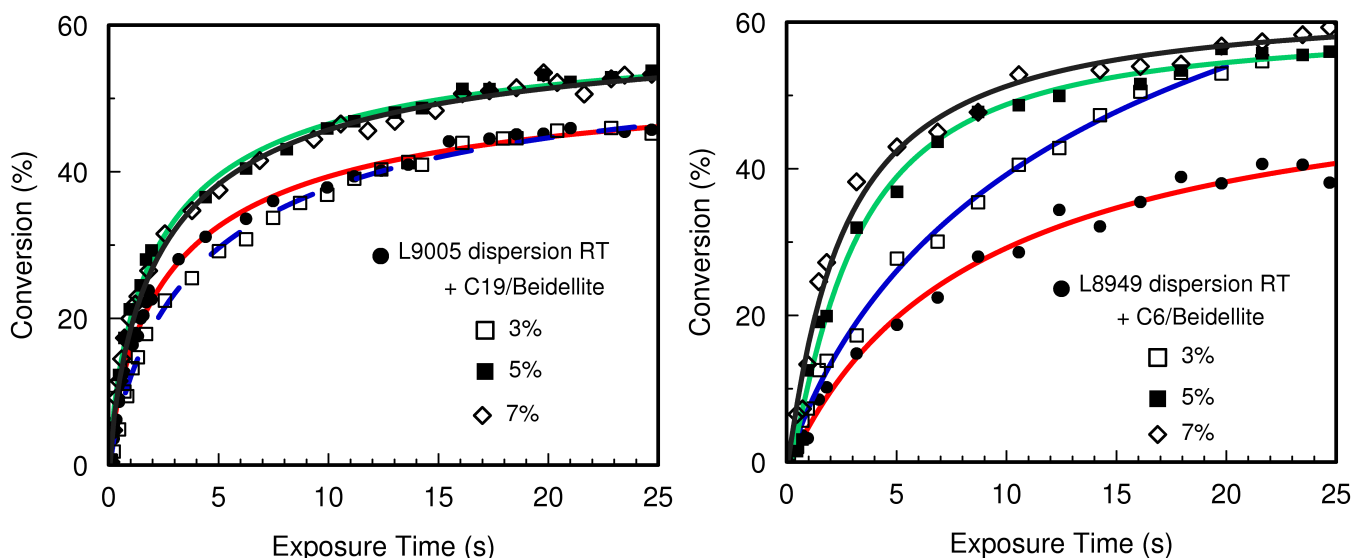 60
40
20
0
Conversion (%)
L9005 dispersion RT
+ C19/Beidellite
3%
5%
7%
0 5 10 15 20 25
Exposure Time (s)
60
40
20
0
Conversion (%)
L8949 dispersion RT
+ C6/Beidellite
3%
5%
7%
0 5 10 15 20 25
Exposure Time (s)